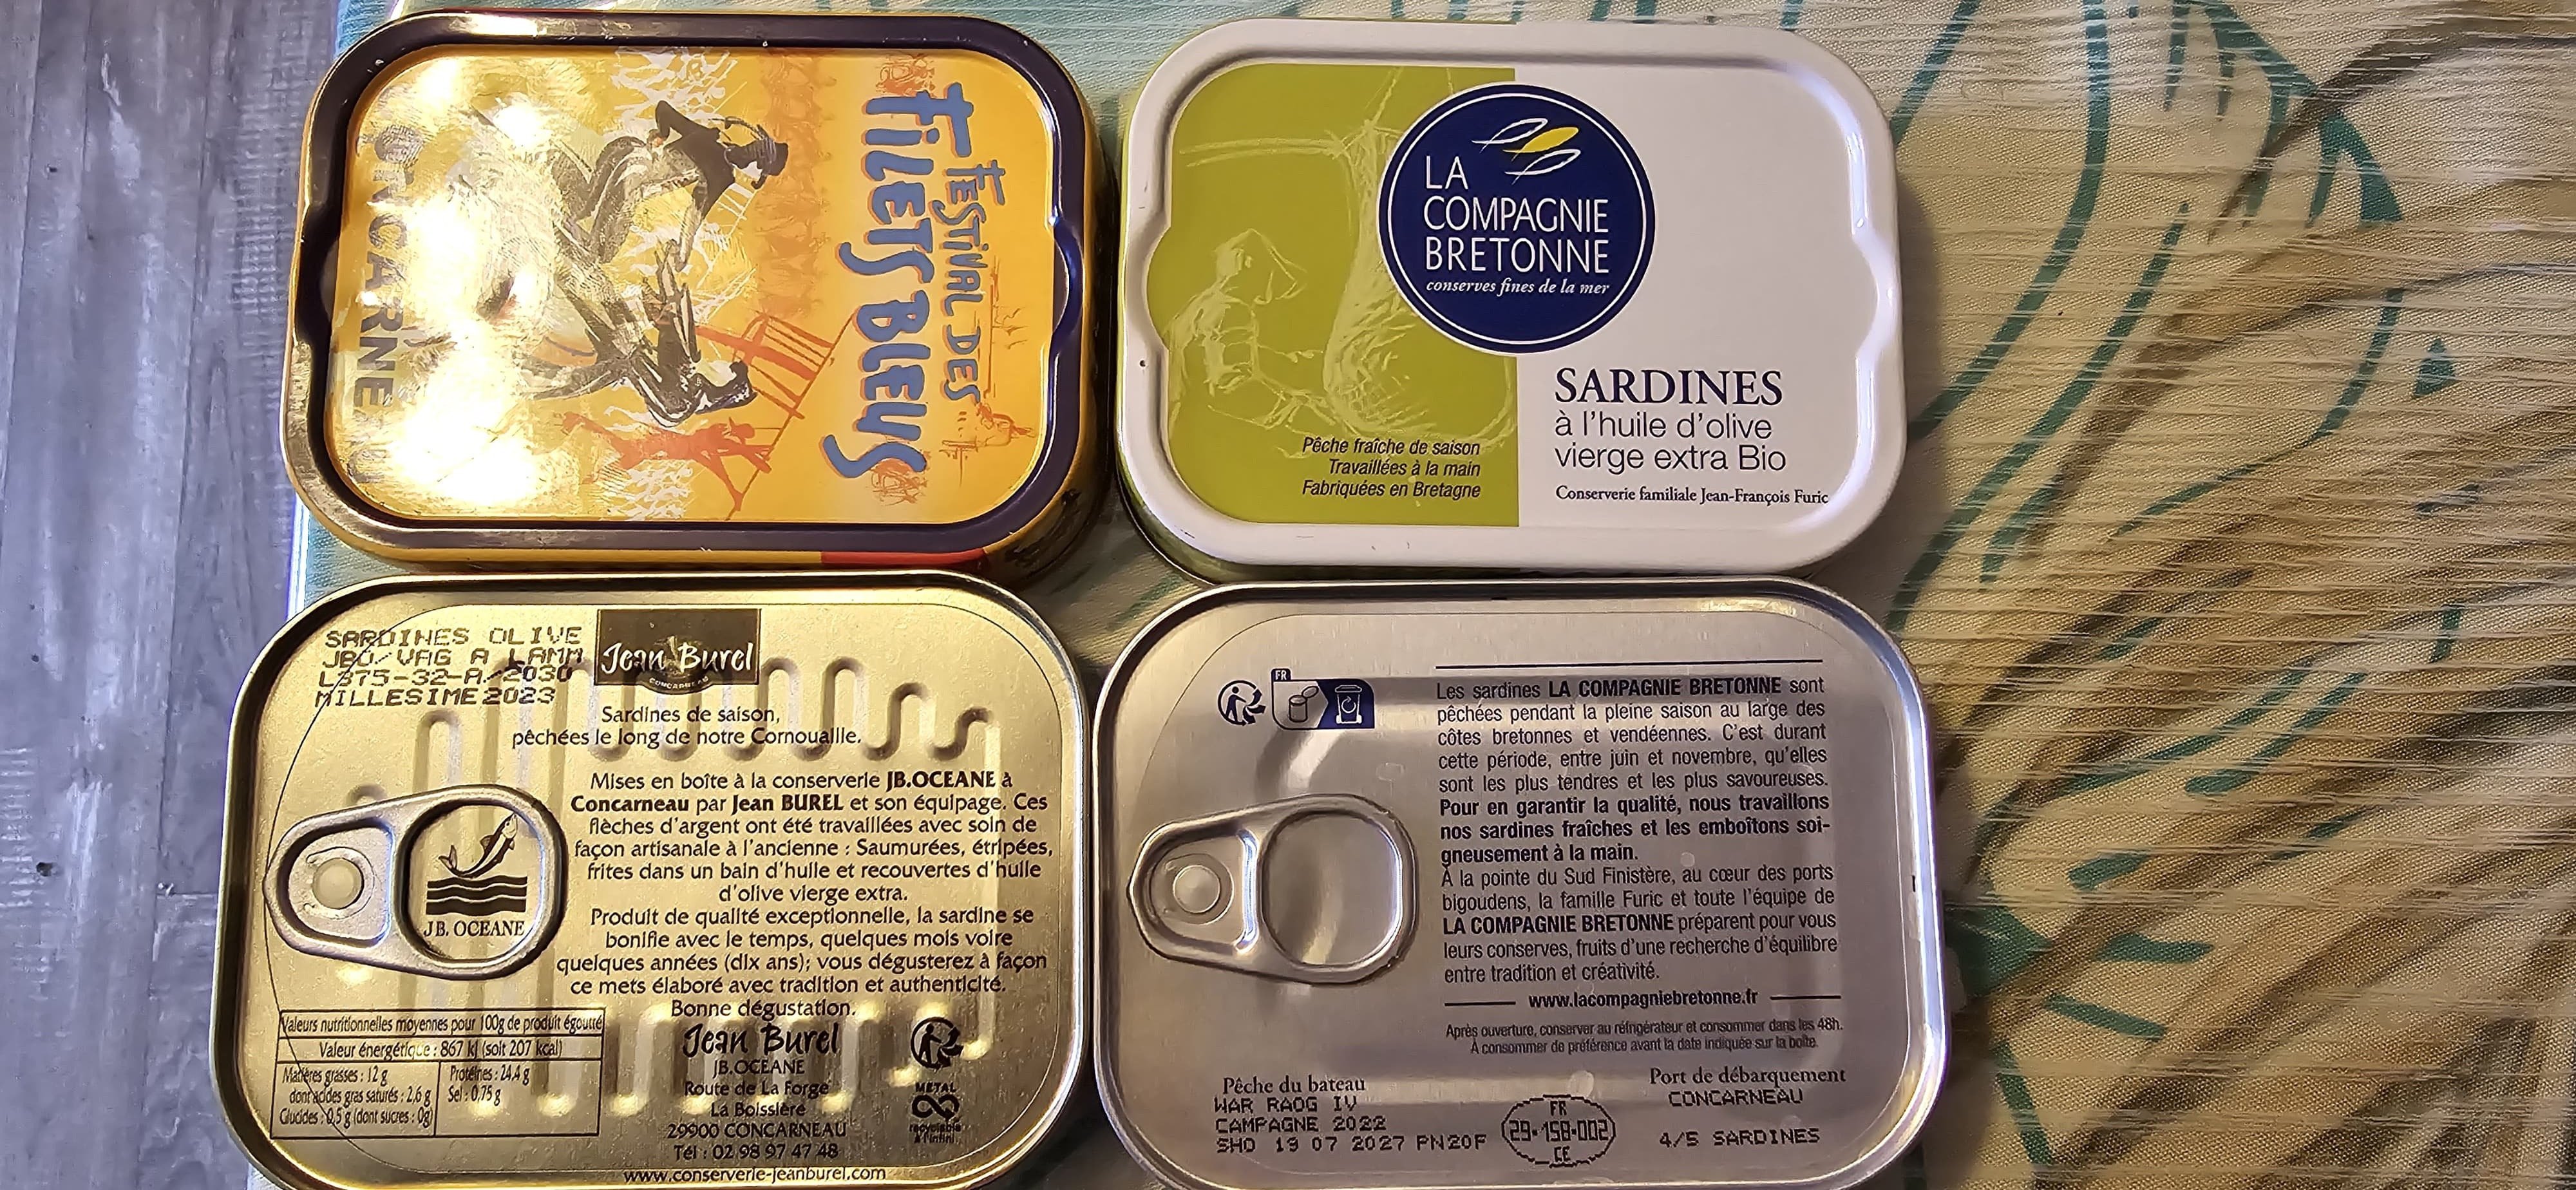 FESTIVAL DES
FILETS BLEUS
CONCARNEAU
LA
COMPAGNIE
BRETONNE
conserves fines de la mer
SARDINES
à l'huile d'olive
vierge extra Bio
Conserverie familiale Jean-François Furic
Pêche fraîche de saison
Travaillées à la main
Fabriquées en Bretagne
SARDINES OLIVE
JBO/VAG A LAMM
L375-32-A/2030
MILLESIME 2023
Jean Burel
CONCARNEAU
Sardines de saison,
pêchées le long de notre Cornouaille.
Mises en boîte à la conserverie JB.OCEANE à
Concarneau par Jean BUREL et son équipage. Ces
flèches d'argent ont été travaillées avec soin de
façon artisanale à l'ancienne : Saumurées, étripées,
frites dans un bain d'huile et recouvertes d'huile
d'olive vierge extra.
Produit de qualité exceptionnelle, la sardine se
bonifie avec le temps, quelques mois voire
quelques années (dix ans); vous dégusterez à façon
ce mets élaboré avec tradition et authenticité.
Bonne dégustation.
Jean Burel
JB.OCEANE
Route de La Forge
La Boissière
29900 CONCARNEAU
Tél : 02 98 97 47 48
www.conserverie-jeanburel.com
JB. OCEANE
Valeurs nutritionnelles moyennes pour 100g de produit égoutté
Valeur énergétique : 867 kJ (soit 207 kcal)
Matières grasses : 12 g
dont acides gras saturés : 2,6 g
Glucides : 0,5 g (dont sucres : 0g)
Protéines : 24,4 g
Sel : 0,75 g
METAL
recyclable
à l'infini
FR
Les sardines LA COMPAGNIE BRETONNE sont
pêchées pendant la pleine saison au large des
côtes bretonnes et vendéennes. C'est durant
cette période, entre juin et novembre, qu'elles
sont les plus tendres et les plus savoureuses.
Pour en garantir la qualité, nous travaillons
nos sardines fraîches et les emboîtons soi-
gneusement à la main.
À la pointe du Sud Finistère, au cœur des ports
bigoudens, la famille Furic et toute l'équipe de
LA COMPAGNIE BRETONNE préparent pour vous
leurs conserves, fruits d'une recherche d'équilibre
entre tradition et créativité.
www.lacompagniebretonne.fr
Après ouverture, conserver au réfrigérateur et consommer dans les 48h.
À consommer de préférence avant la date indiquée sur la boîte.
Pêche du bateau
WAR RAOG IV
CAMPAGNE 2022
SHO 19 07 2027 PN20F
FR
29-158-002
CE
Port de débarquement
CONCARNEAU
4/5 SARDINES